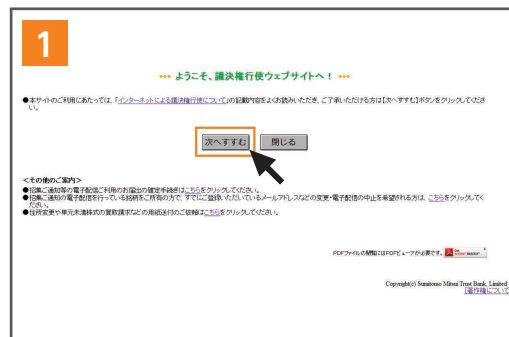 1
*** ようこそ、議決権行使ウェブサイトへ！ ***
●本サイトのご利用にあたっては、「インターネットによる議決権行使について」の記載内容をよくお読みいただき、ご了承いただける方は[次へすすむ]ボタンをクリックしてくださ
い。
次へすすむ 閉じる
<その他のご案内>
●招集ご通知等の電子配信ご利用のお届出の確定手続きはこちらをクリックしてください。
●招集ご通知の電子配信を行っている銘柄をご所有の方で、すでにご登録いただいているメールアドレスなどの変更・電子配信の中止を希望される方は、こちらをクリックしてく
ださい。
●住所変更や単元未満株式の買取請求などの用紙送付のご依頼はこちらをクリックしてください。
PDFファイルの閲覧にはPDFビューアが必要です。
Copyright(c) Sumitomo Mitsui Trust Bank, Limited
[著作権について